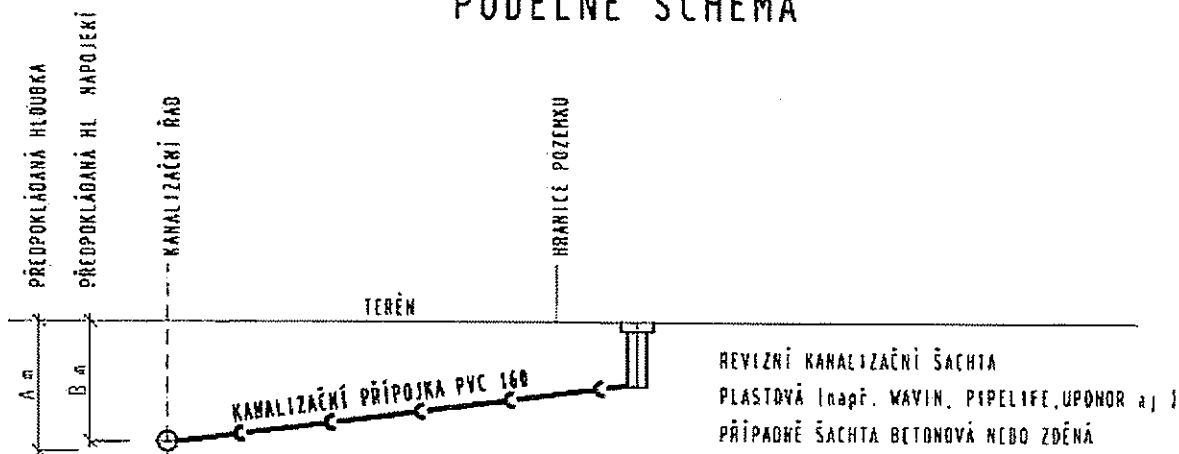 PODÉLNÉ SCHÉMA
PŘEDPOKLÁDANÁ HLOUBKA
PŘEDPOKLÁDANÁ HL. NAPOJENÍ
KANALIZAČNÍ ŘAD
HRANICE POZEMKU
TERÉN
A m
B m
KANALIZAČNÍ PŘÍPOJKA PVC 160
REVIZNÍ KANALIZAČNÍ ŠACHTA
PLASTOVÁ (např. WAVIN, PIPELIFE, UPONOR aj.)
PŘÍPADNĚ ŠACHTA BETONOVÁ NEBO ZDĚNÁ